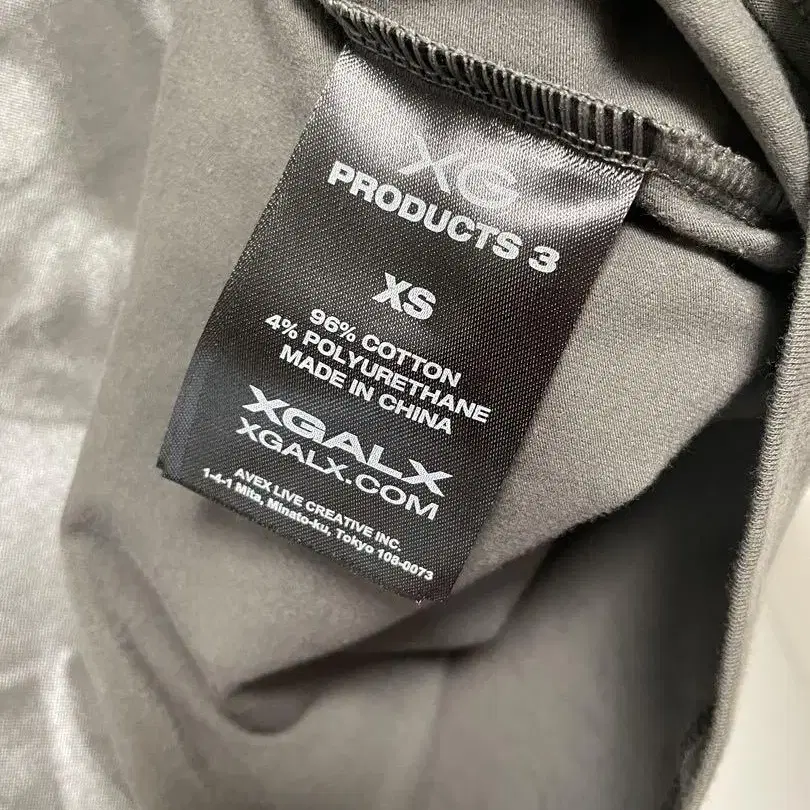 XG
PRODUCTS 3
XS
96% COTTON
4% POLYURETHANE
MADE IN CHINA
XGALX
XGALX.COM
AVEX LIVE CREATIVE INC.
1-4-1 Mita, Minato-ku, Tokyo 108-0073